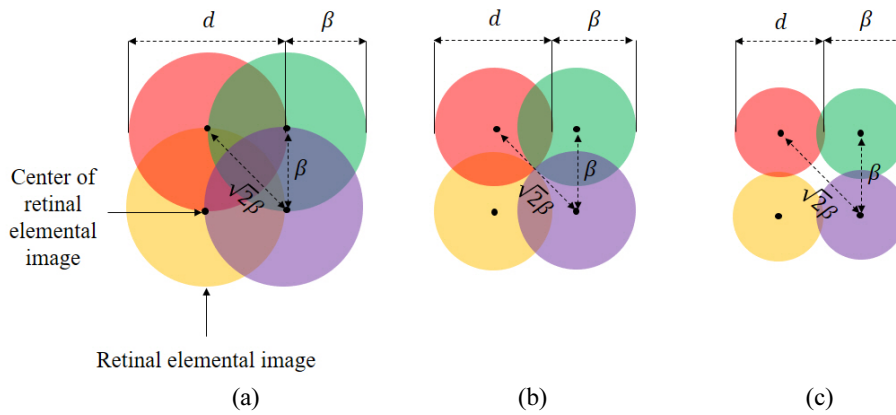 d β d β d β
β β β
√2β √2β √2β
Center of
retinal
elemental
image
Retinal elemental image
(a) (b) (c)